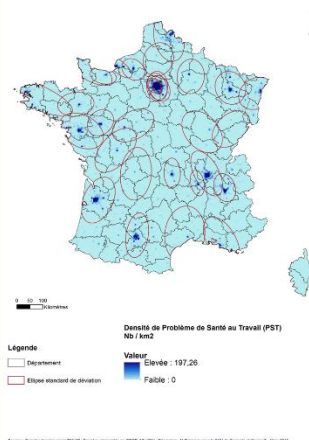 0 50 100
Kilomètres
Densité de Problème de Santé au Travail (PST)
Nb / km2
Légende
Valeur
Département
Elevée : 197,26
Ellipse standard de déviation
Faible : 0